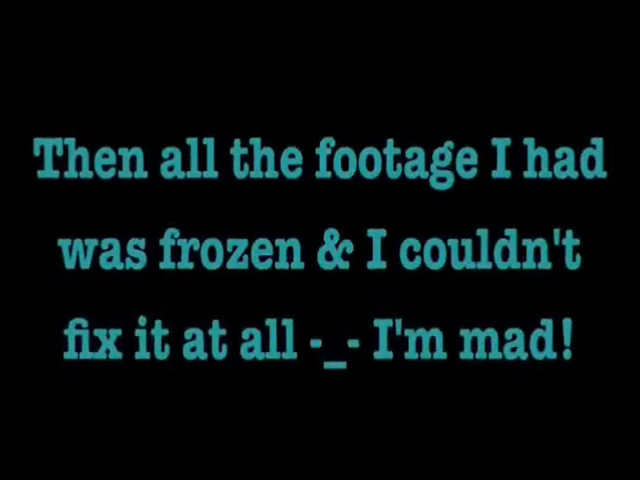 Then all the footage I had
was frozen & I couldn't
fix it at all -_- I'm mad!